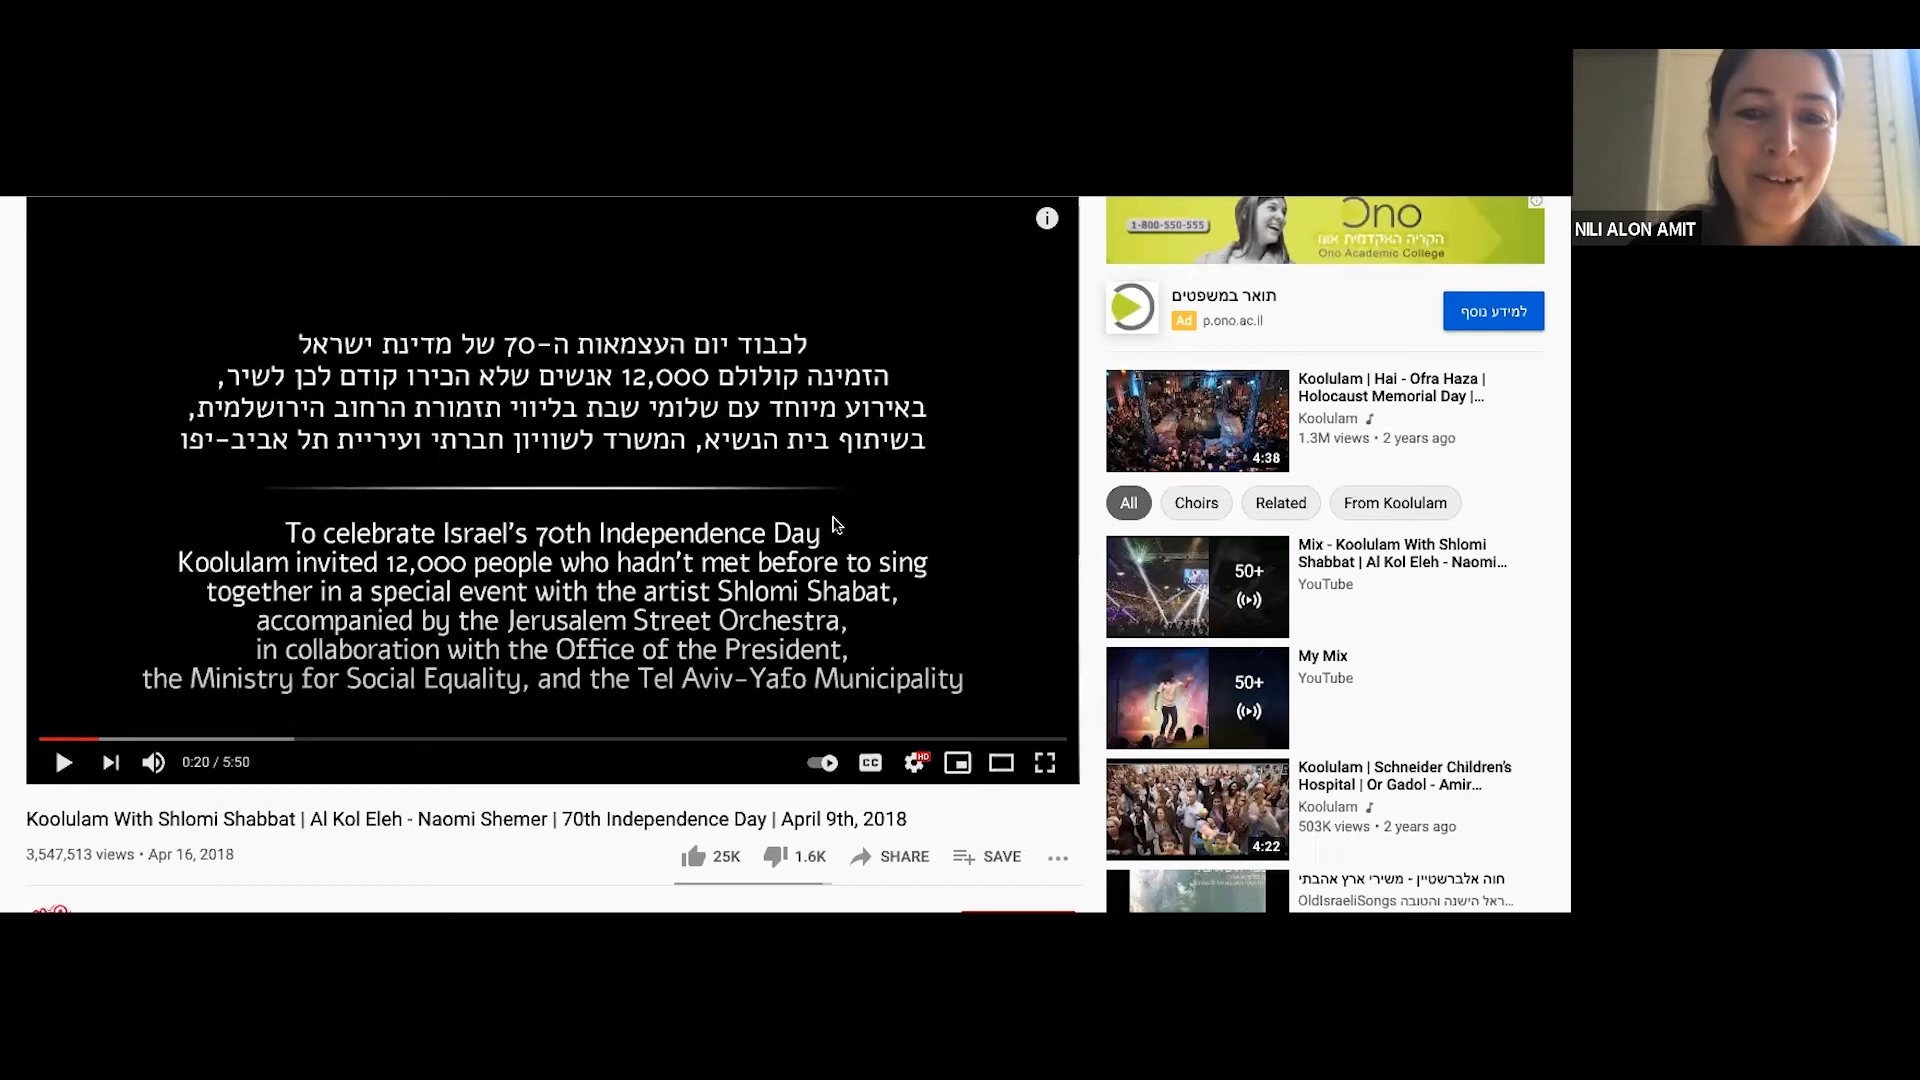 NILI ALON AMIT
לכבוד יום העצמאות ה-70 של מדינת ישראל
הזמינה קולולם 12,000 אנשים שלא הכירו קודם לכן לשיר,
באירוע מיוחד עם שלומי שבת בליווי תזמורת הרחוב הירושלמית,
בשיתוף בית הנשיא, המשרד לשוויון חברתי ועיריית תל אביב-יפו
To celebrate Israel's 70th Independence Day
Koolulam invited 12,000 people who hadn't met before to sing
together in a special event with the artist Shlomi Shabat,
accompanied by the Jerusalem Street Orchestra,
in collaboration with the Office of the President,
the Ministry for Social Equality, and the Tel Aviv-Yafo Municipality
0:20 / 5:50
CC
HD
Koolulam With Shlomi Shabbat | Al Kol Eleh - Naomi Shemer | 70th Independence Day | April 9th, 2018
3,547,513 views • Apr 16, 2018
25K
1.6K
SHARE
SAVE
1-800-550-555
Ono
הקריה האקדמית אונו
Ono Academic College
תואר במשפטים
Ad p.ono.ac.il
למידע נוסף
Koolulam | Hai - Ofra Haza |
Holocaust Memorial Day |...
Koolulam
1.3M views • 2 years ago
4:38
All
Choirs
Related
From Koolulam
Mix - Koolulam With Shlomi
Shabbat | Al Kol Eleh - Naomi...
YouTube
50+
My Mix
YouTube
50+
Koolulam | Schneider Children's
Hospital | Or Gadol - Amir...
Koolulam
503K views • 2 years ago
4:22
חוה אלברשטיין - משירי ארץ אהבתי
OldIsraeliSongs ראל הישנה והטובה...